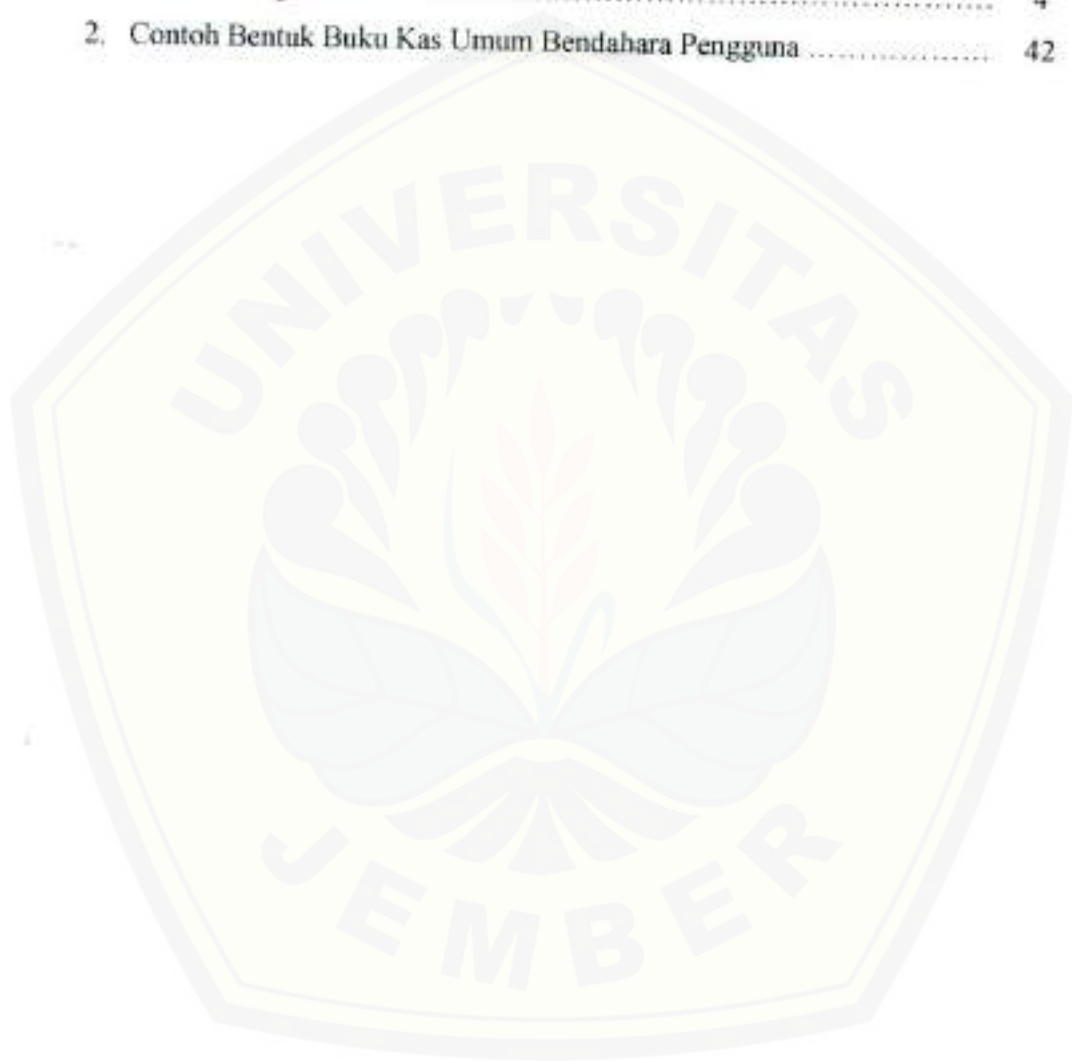 2. Contoh Bentuk Buku Kas Umum Bendahara Pengguna .................. 42
UNIVERSITAS
JEMBER